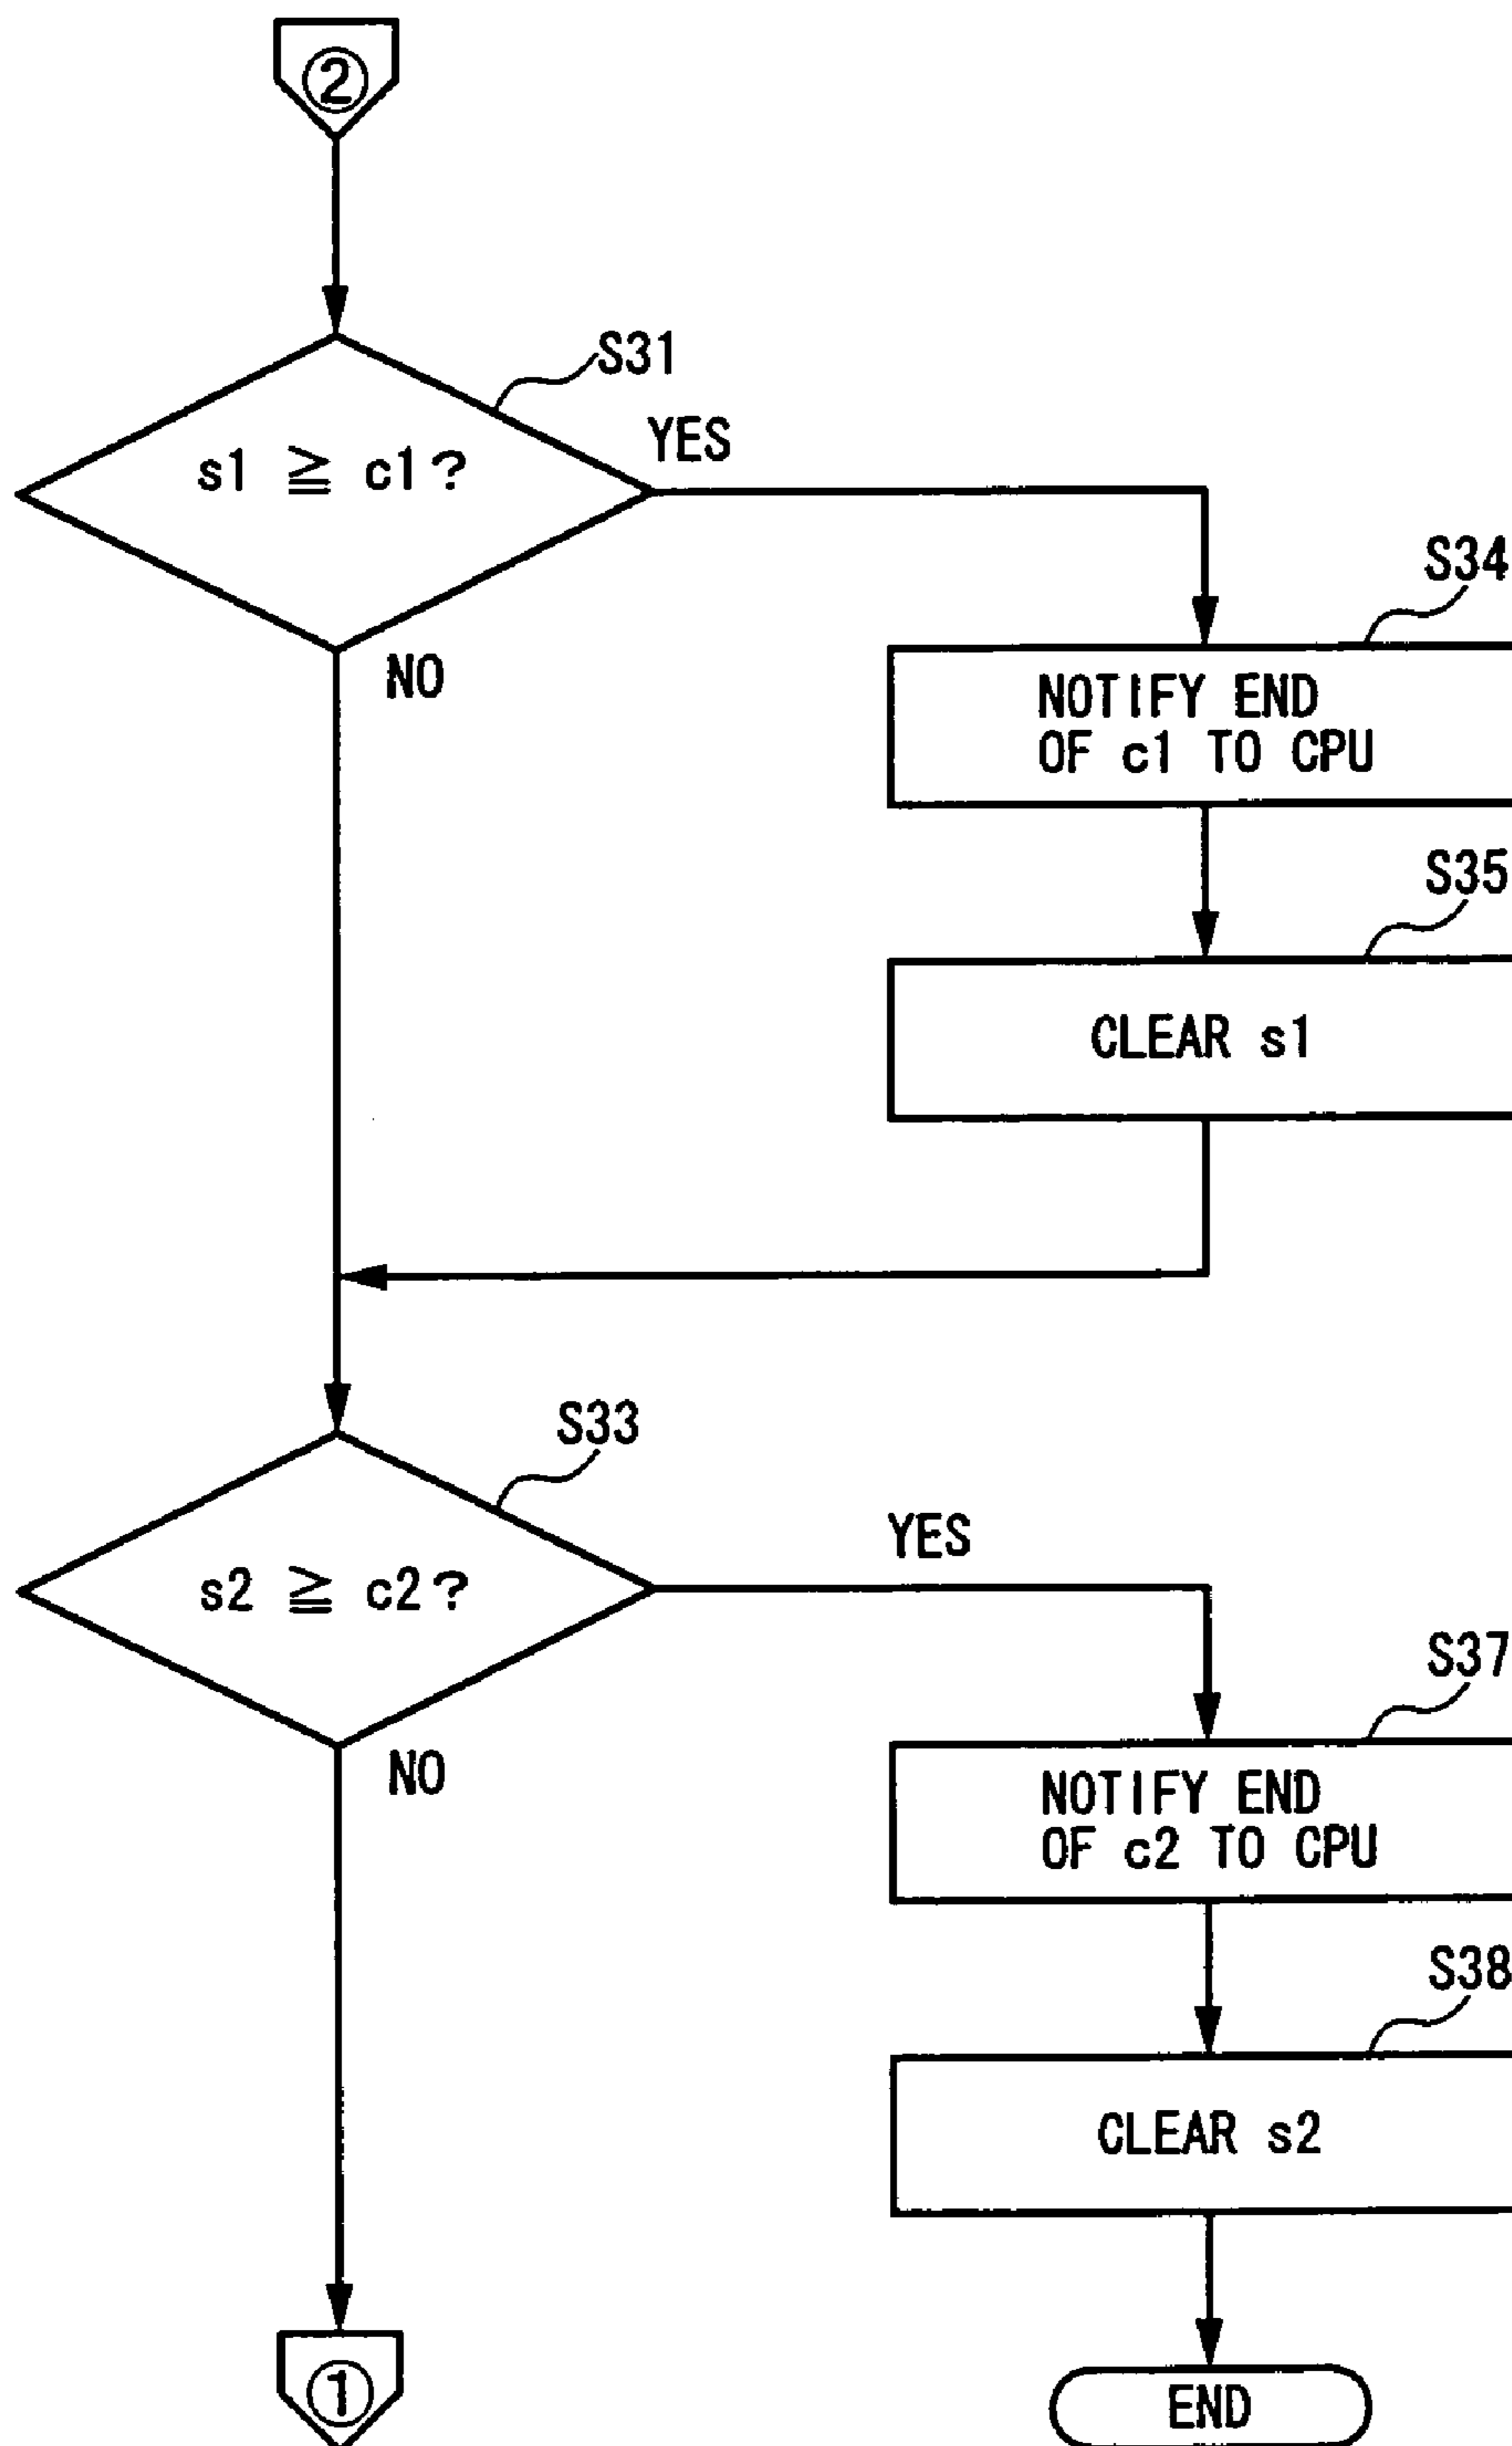 ②
S31
s1 ≧ c1?
YES
NO
S34
NOTIFY END
OF c1 TO CPU
S35
CLEAR s1
S33
s2 ≧ c2?
YES
NO
S37
NOTIFY END
OF c2 TO CPU
S38
CLEAR s2
①
END